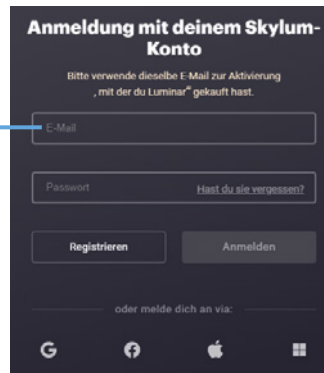 Anmeldung mit deinem Skylum-
Konto
Bitte verwende dieselbe E-Mail zur Aktivierung
, mit der du Luminar“ gekauft hast.
E-Mail
Passwort Hast du sie vergessen?
Registrieren Anmelden
oder melde dich an via: